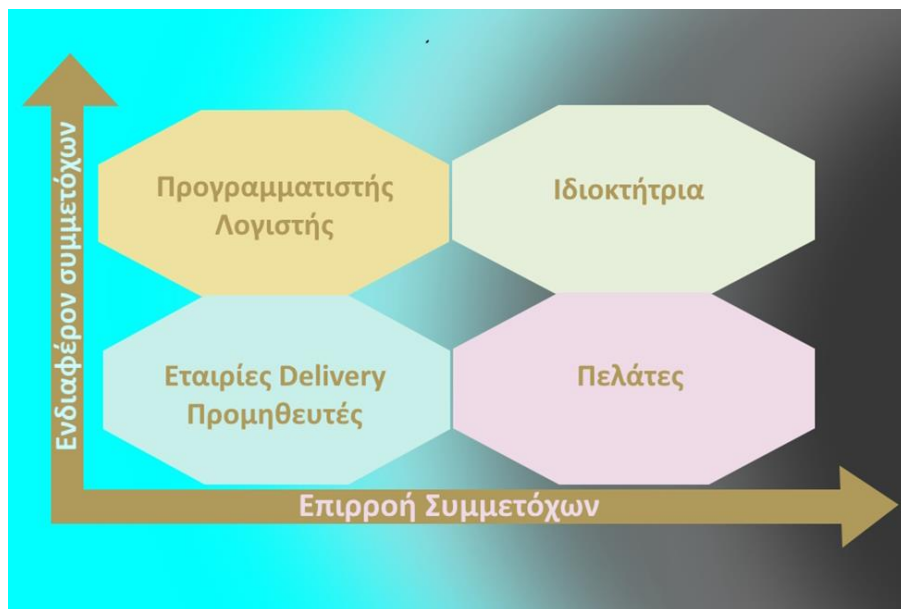 Ενδιαφέρον συμμετόχων
Προγραμματιστής
Λογιστής
Ιδιοκτήτρια
Εταιρίες Delivery
Προμηθευτές
Πελάτες
Επιρροή Συμμετόχων